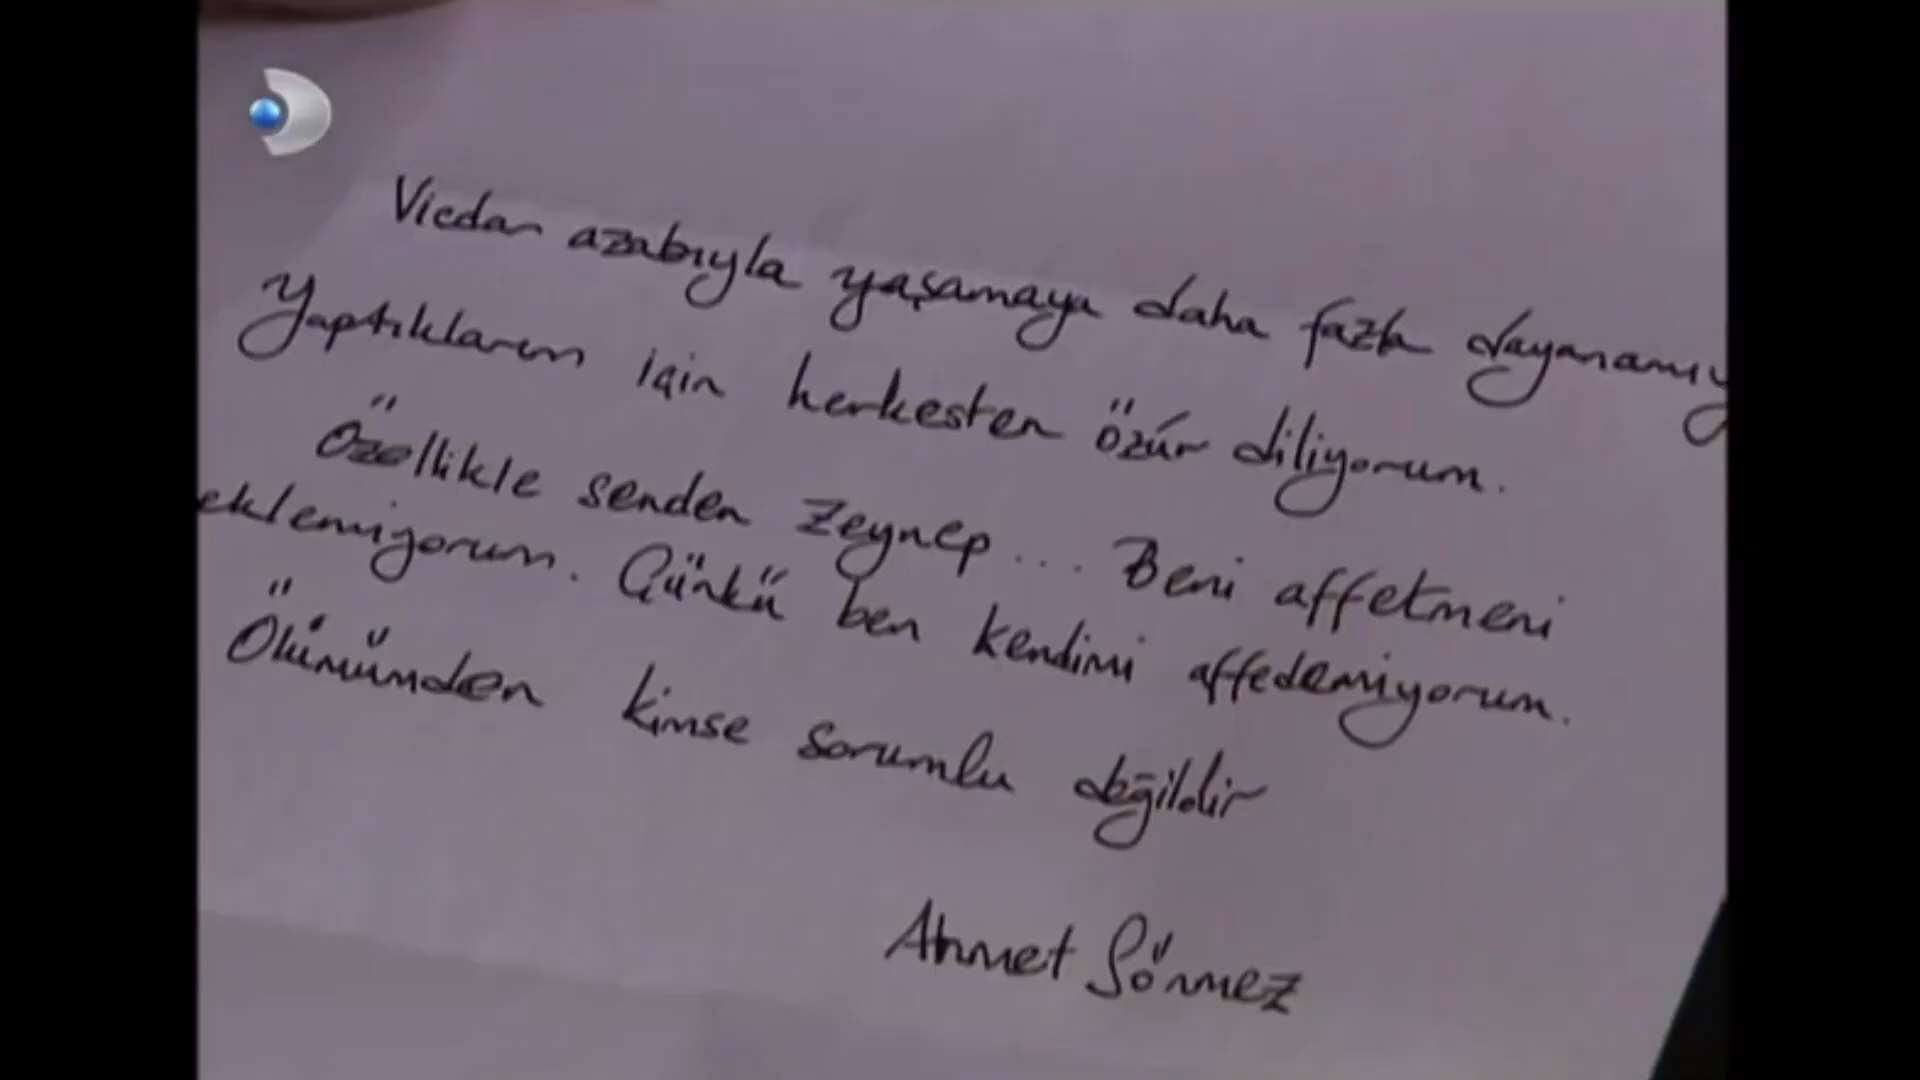 Vicdan azabıyla yaşamaya daha fazla dayanamıy
Yaptıklarım için herkesten özür diliyorum.
Özellikle senden Zeynep... Beni affetmeni
eklemiyorum. Çünkü ben kendimi affedemiyorum.
Ölümümden kimse sorumlu değildir
Ahmet Sönmez